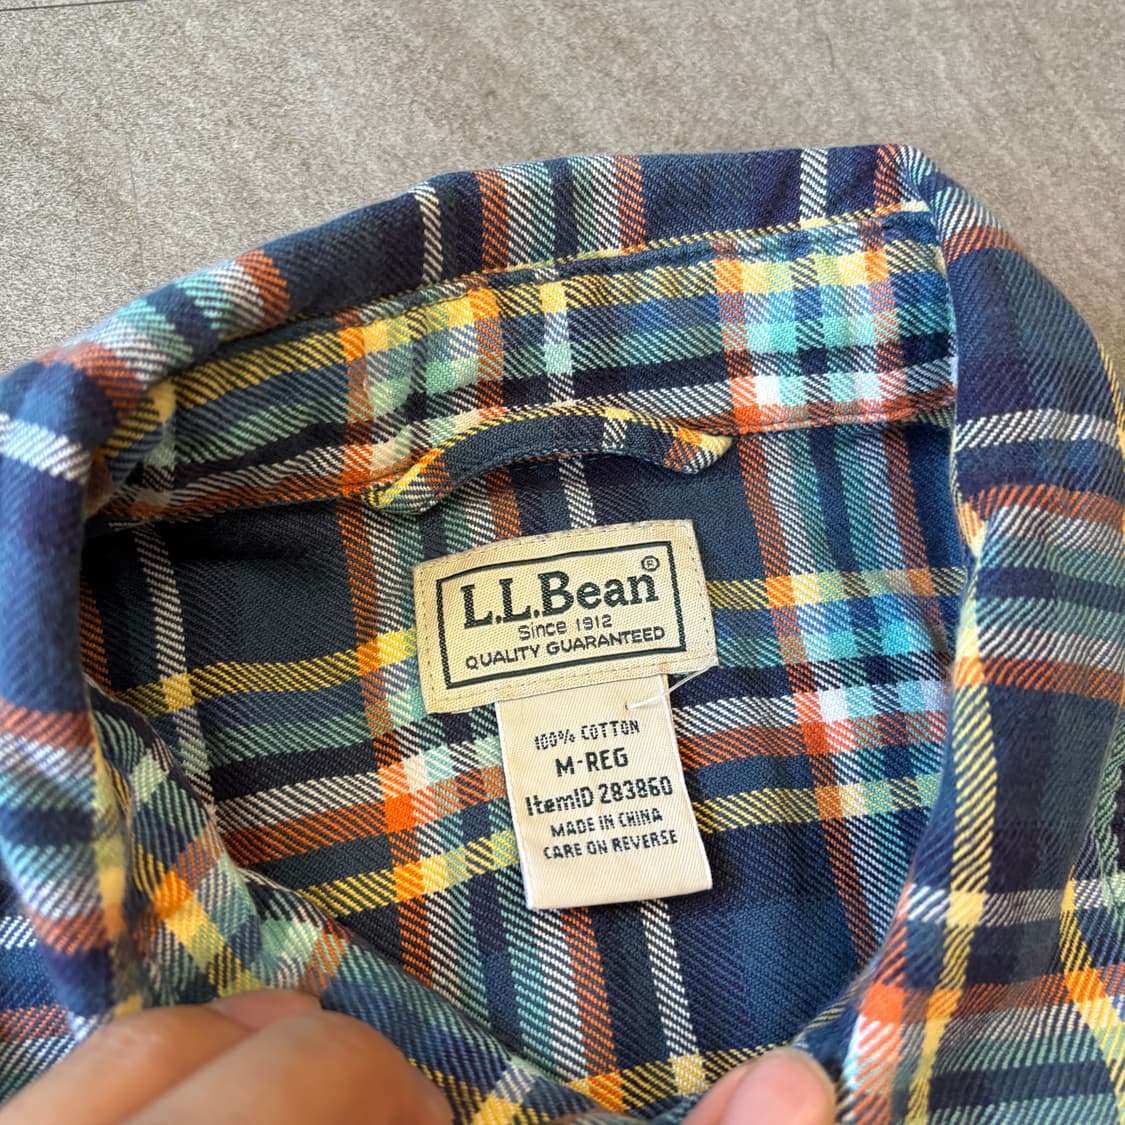 L.L.Bean®
Since 1912
QUALITY GUARANTEED
100% COTTON
M-REG
ItemID 283860
MADE IN CHINA
CARE ON REVERSE